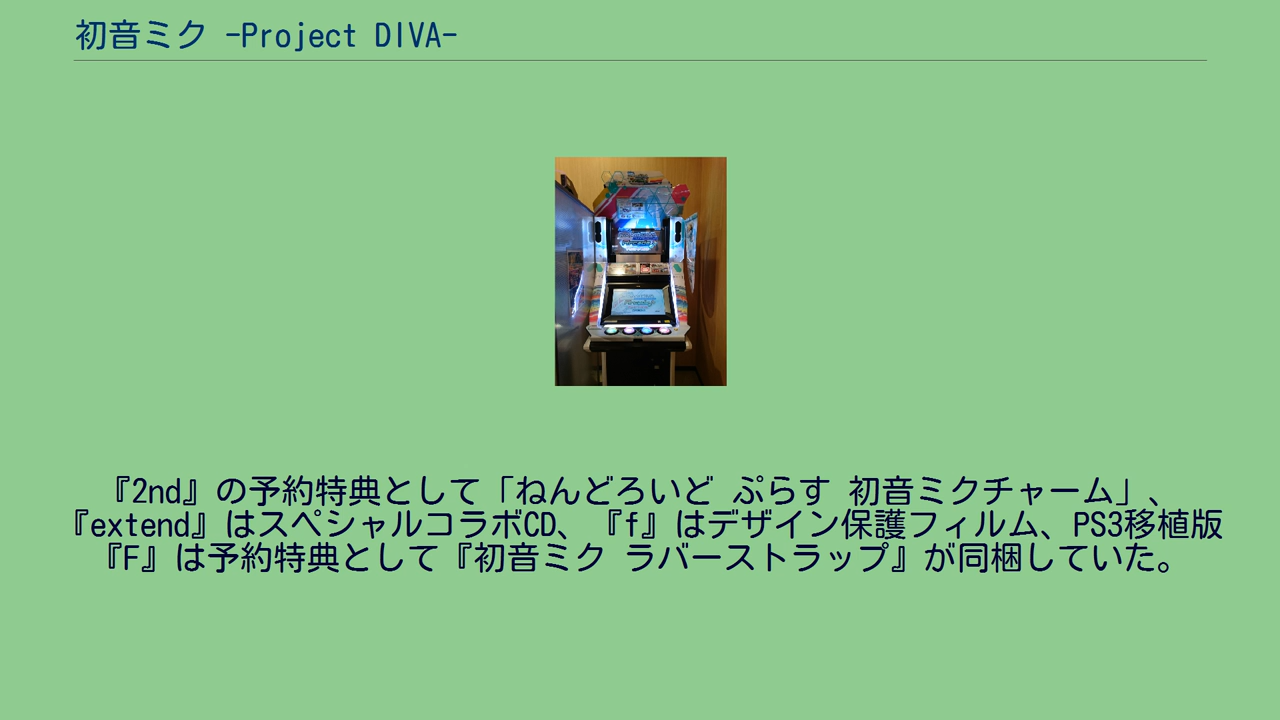 初音ミク -Project DIVA-
『2nd』の予約特典として「ねんどろいど ぷらす 初音ミクチャーム」、
『extend』はスペシャルコラボCD、『f』はデザイン保護フィルム、PS3移植版
『F』は予約特典として『初音ミク ラバーストラップ』が同梱していた。